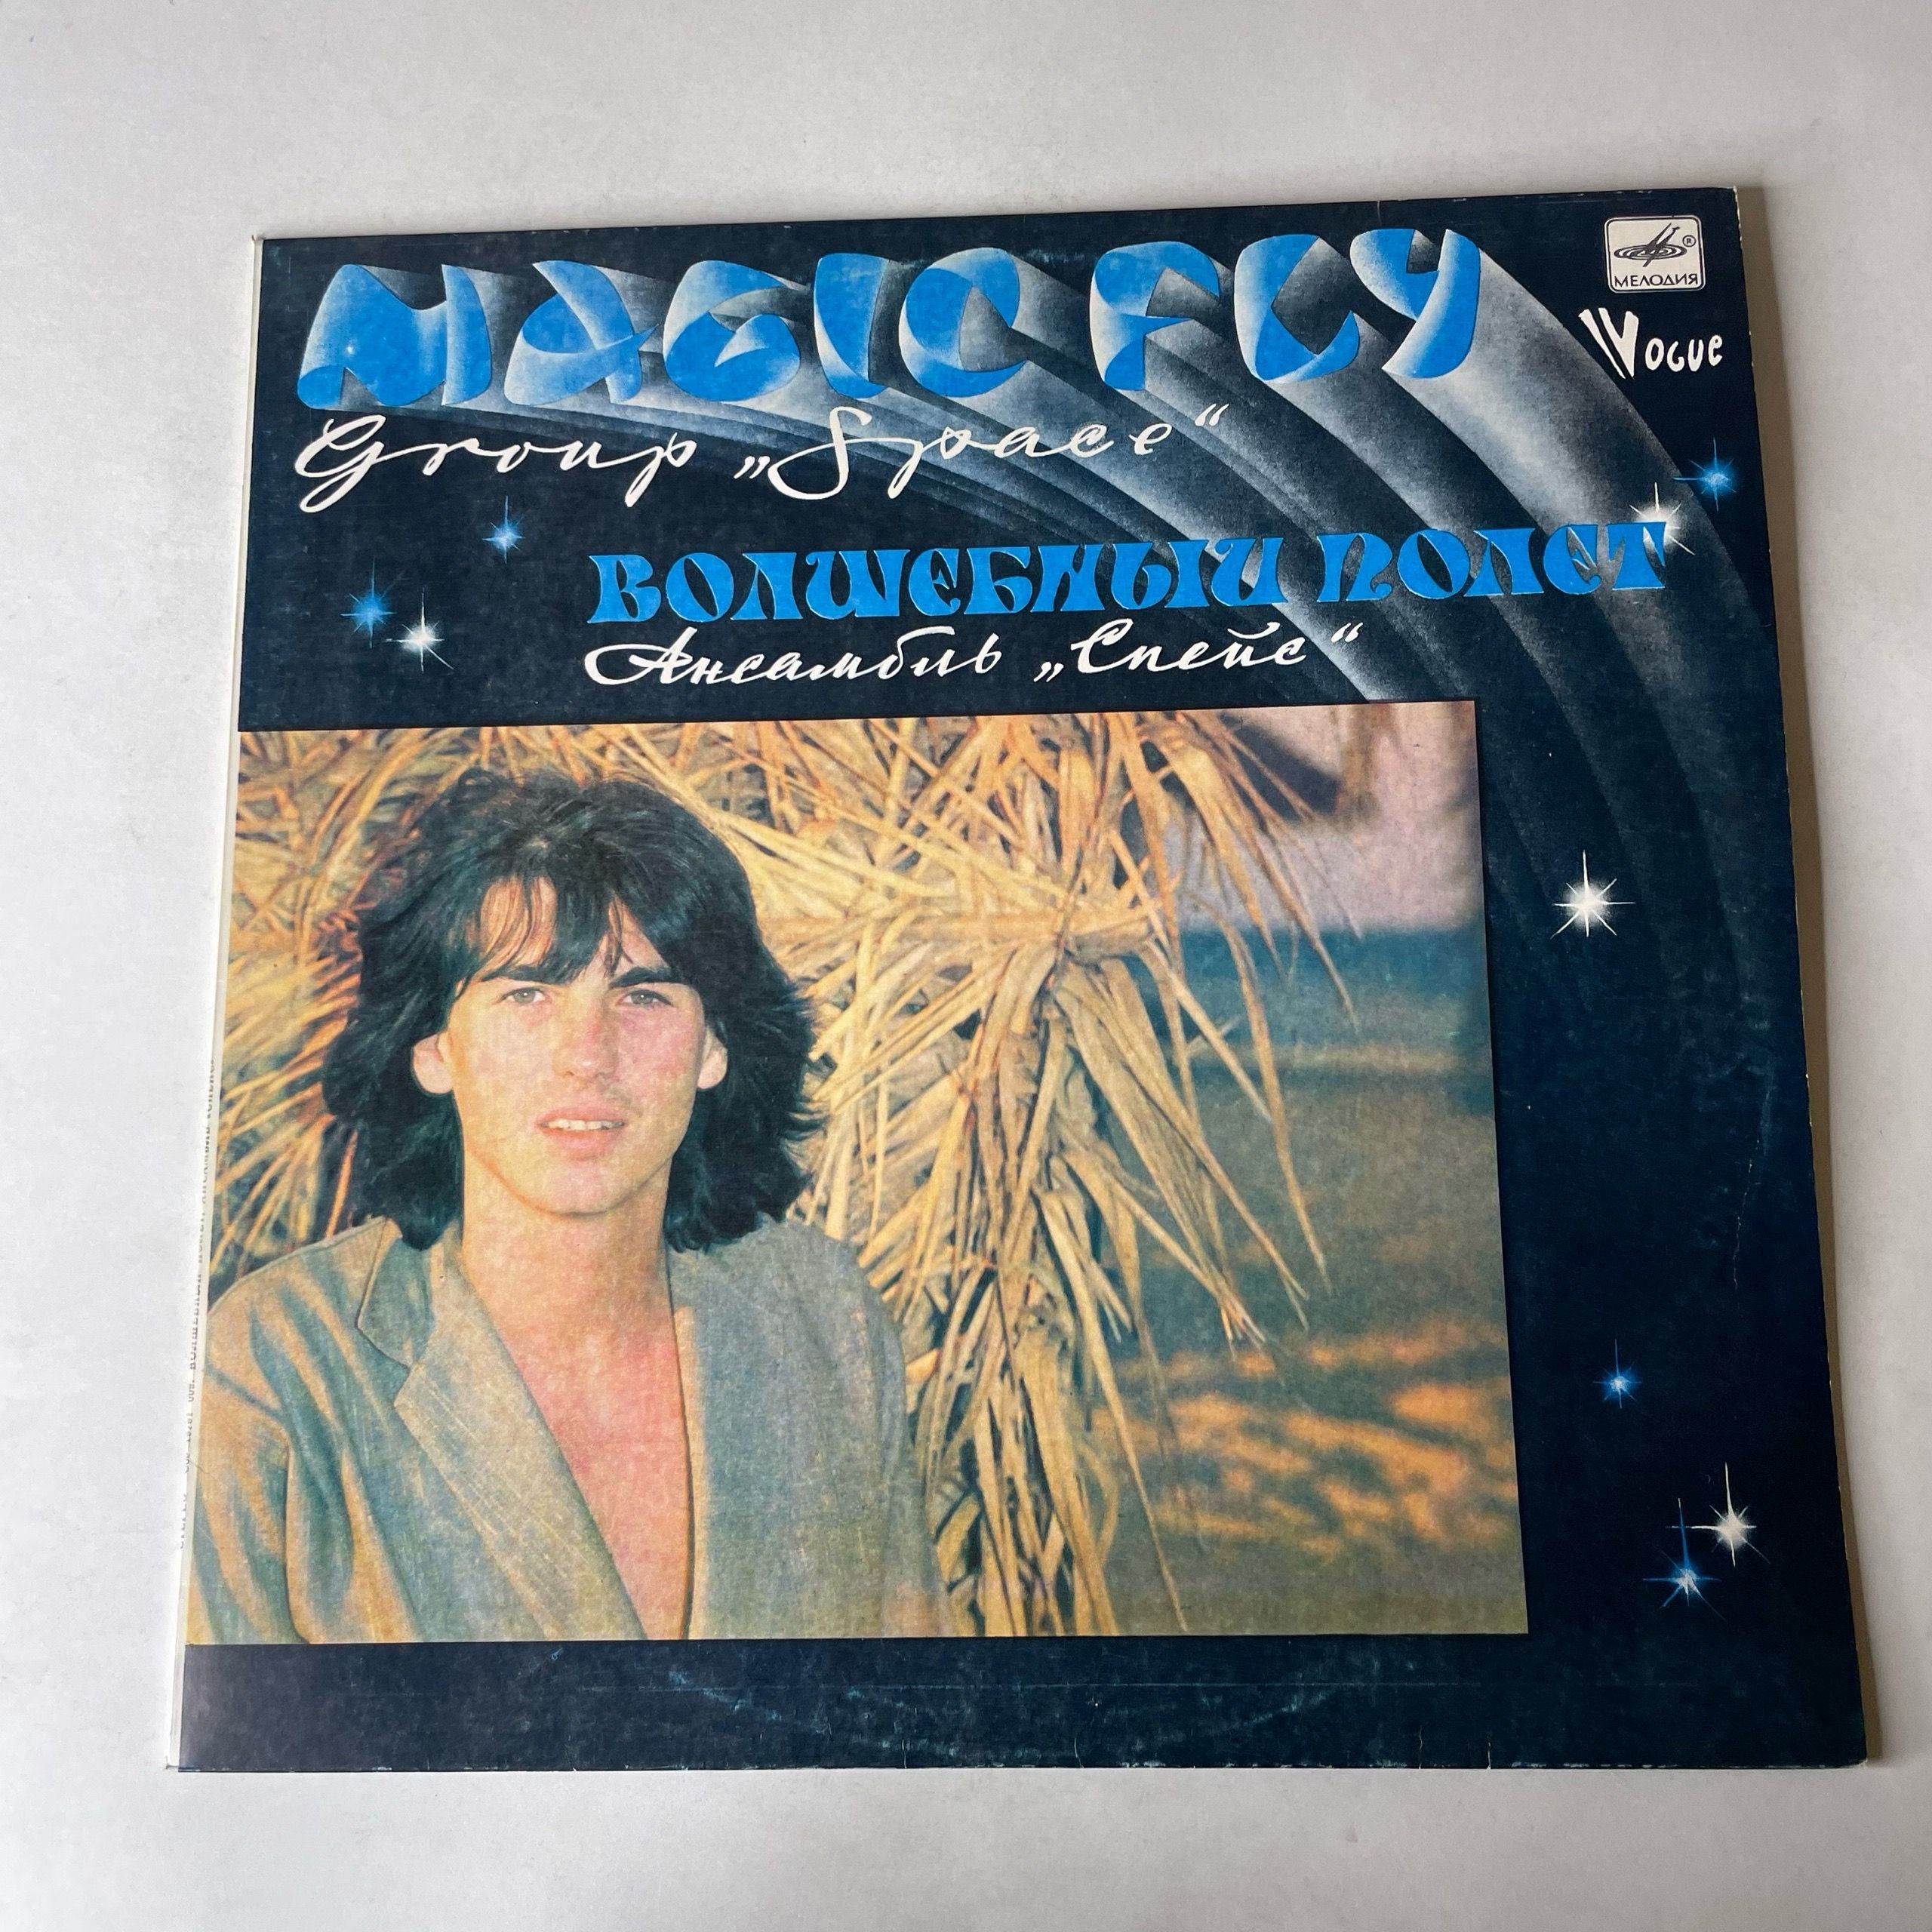 MAGIC FLY
Group „Space“
ВОЛШЕБНЫЙ ПОЛЕТ
Ансамбль „Спейс“
®
МЕЛОДИЯ
VOGUE